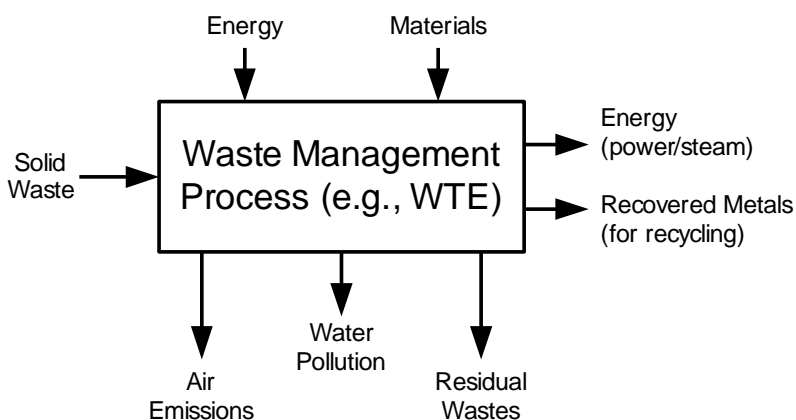 Energy
Materials
Solid
Waste
Waste Management
Process (e.g., WTE)
Energy
(power/steam)
Recovered Metals
(for recycling)
Air
Emissions
Water
Pollution
Residual
Wastes